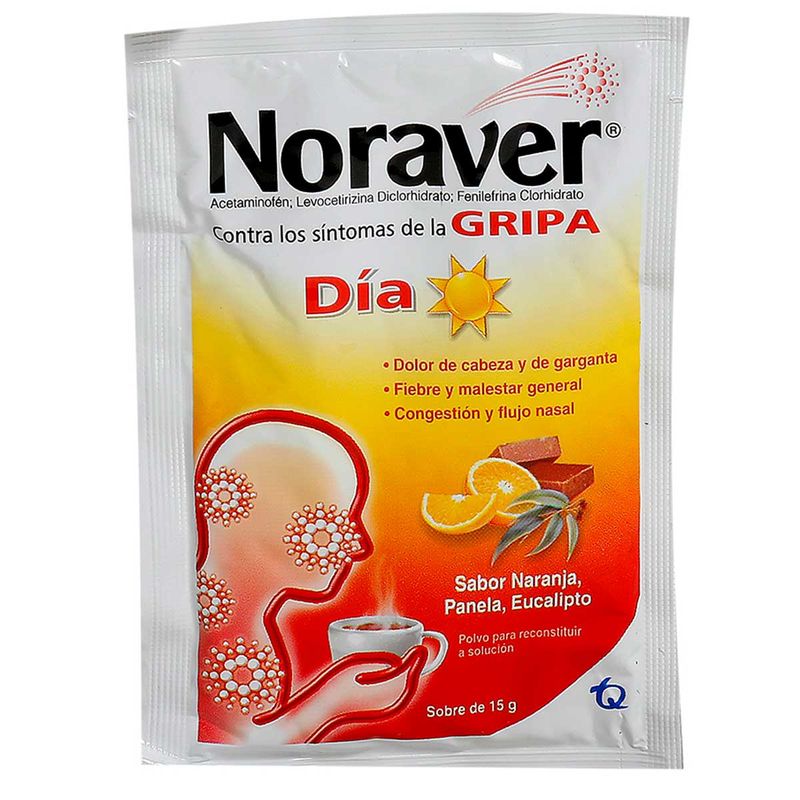 Noraver®
Acetaminofén; Levocetirizina Diclorhidrato; Fenilefrina Clorhidrato
Contra los síntomas de la GRIPA
Día
• Dolor de cabeza y de garganta
• Fiebre y malestar general
• Congestión y flujo nasal
Sabor Naranja,
Panela, Eucalipto
Polvo para reconstituir
a solución
Sobre de 15 g
TQ